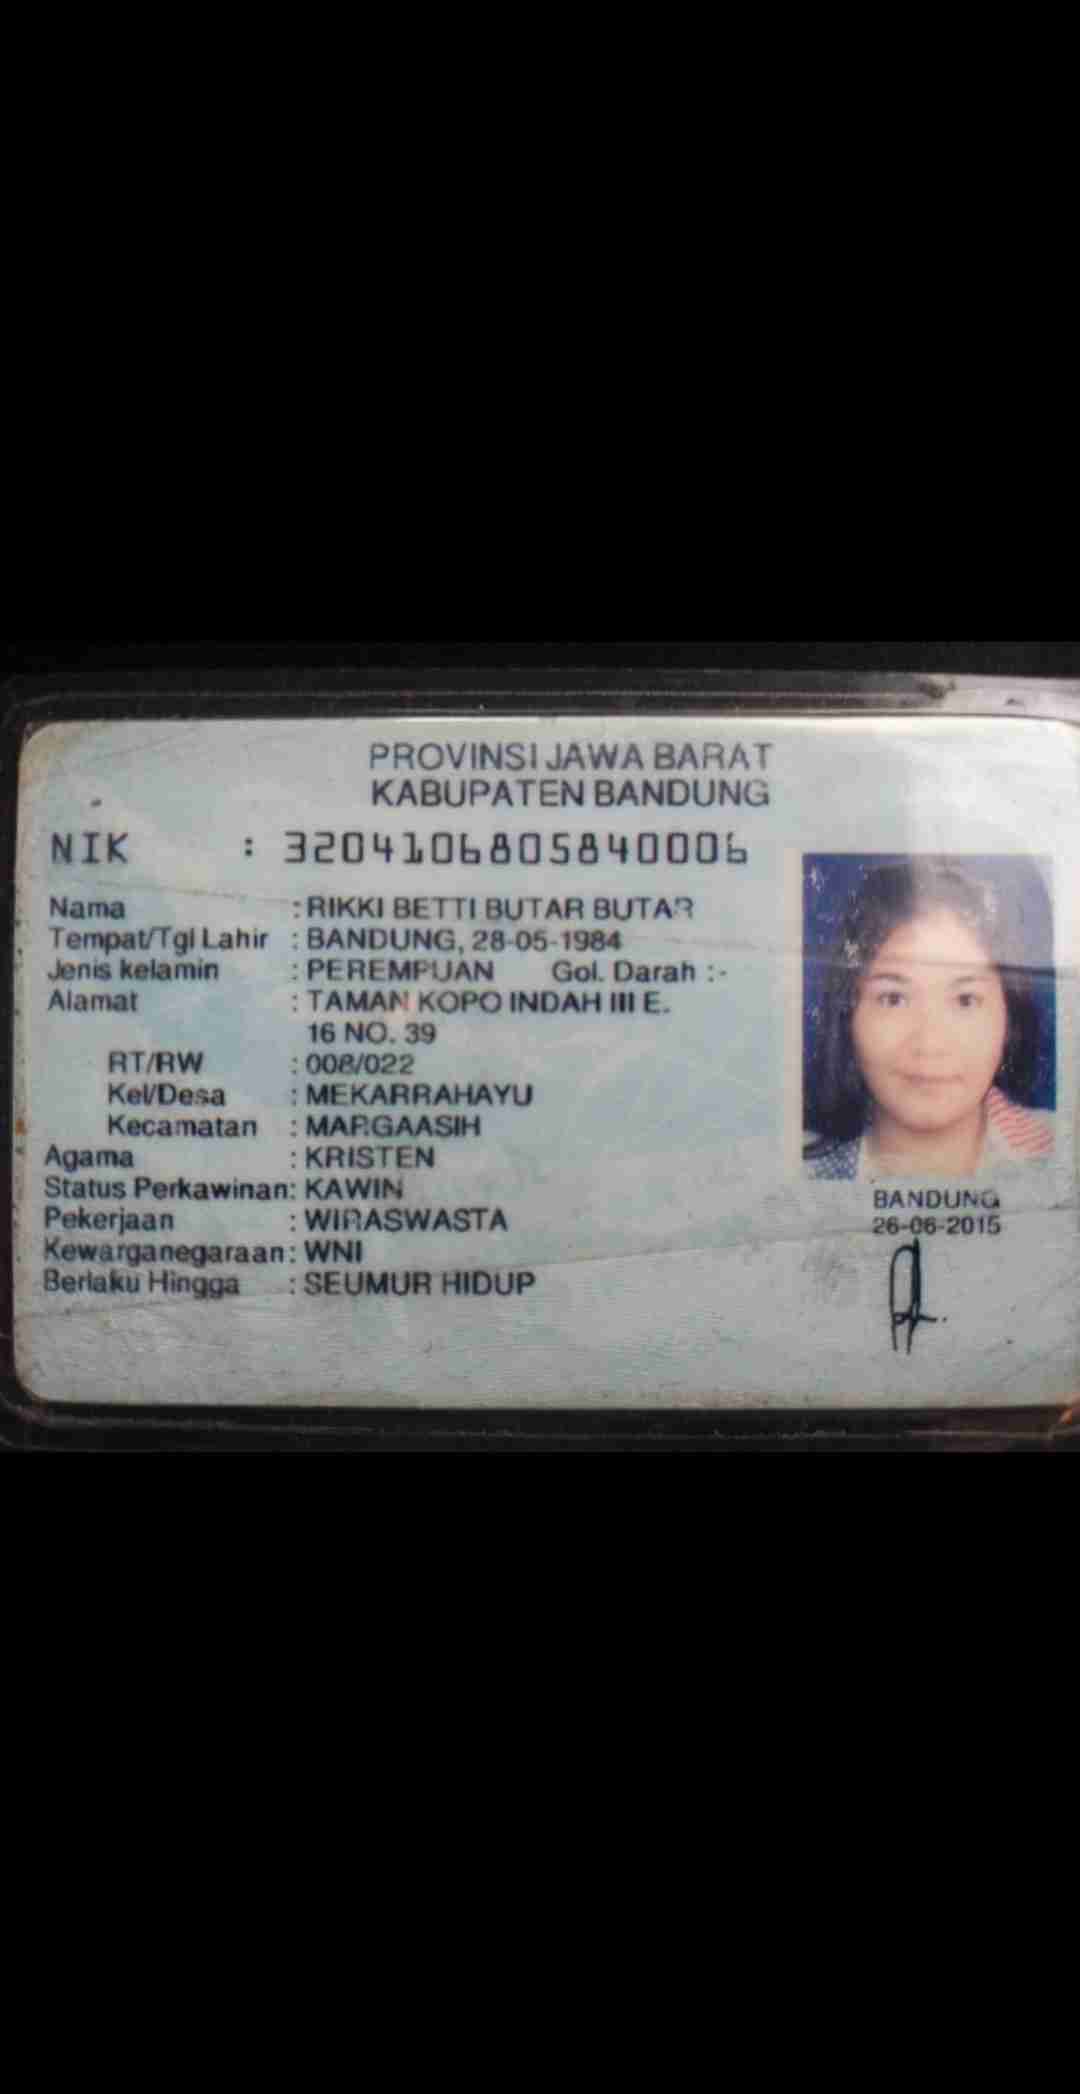 PROVINSI JAWA BARAT
KABUPATEN BANDUNG
NIK : 3204106805840006
Nama : RIKKI BETTI BUTAR BUTAR
Tempat/Tgl Lahir : BANDUNG, 28-05-1984
Jenis kelamin : PEREMPUAN Gol. Darah : -
Alamat : TAMAN KOPO INDAH III E.
16 NO. 39
RT/RW : 008/022
Kel/Desa : MEKARRAHAYU
Kecamatan : MARGAASIH
Agama : KRISTEN
Status Perkawinan: KAWIN
Pekerjaan : WIRASWASTA
Kewarganegaraan: WNI
Berlaku Hingga : SEUMUR HIDUP
BANDUNG
26-06-2015